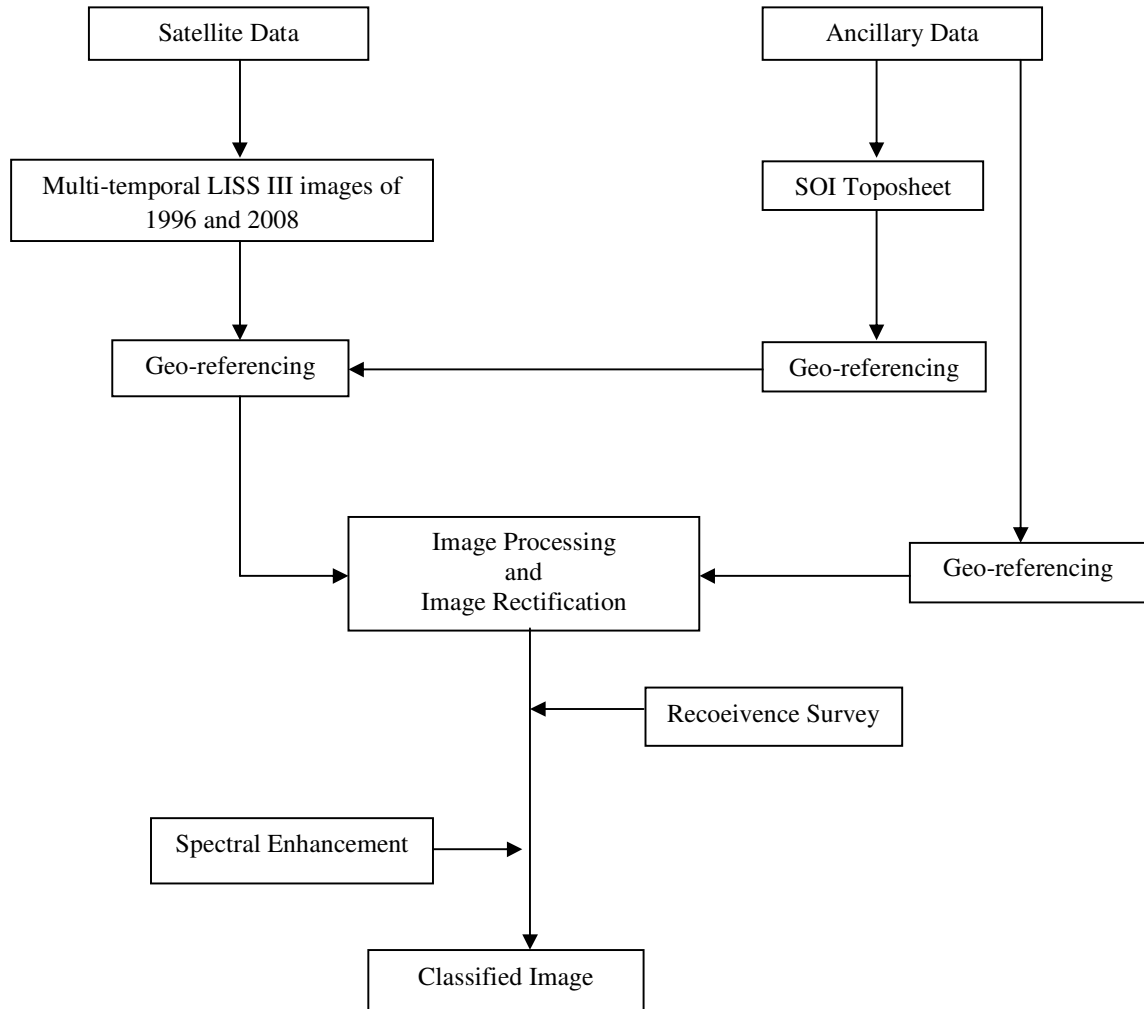 Satellite Data
Ancillary Data
Multi-temporal LISS III images of
1996 and 2008
SOI Toposheet
Geo-referencing
Geo-referencing
Image Processing
and
Image Rectification
Geo-referencing
Recoeivence Survey
Spectral Enhancement
Classified Image